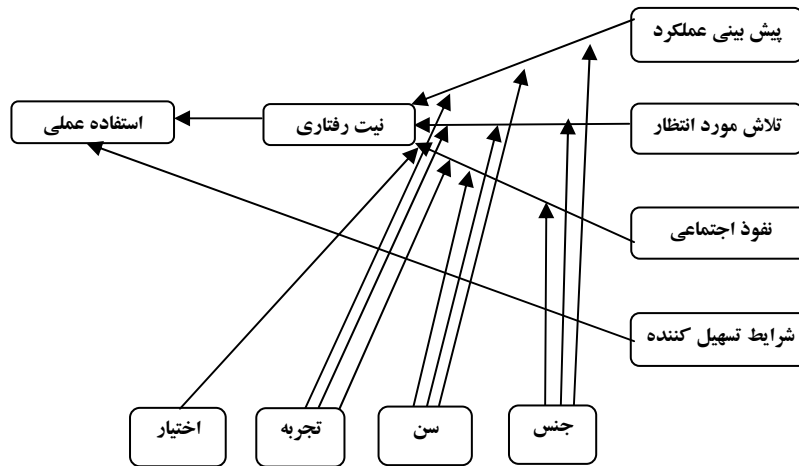 پیش بینی عملکرد
تلاش مورد انتظار
نیت رفتاری
استفاده عملی
نفوذ اجتماعی
شرایط تسهیل کننده
جنس
سن
تجربه
اختیار